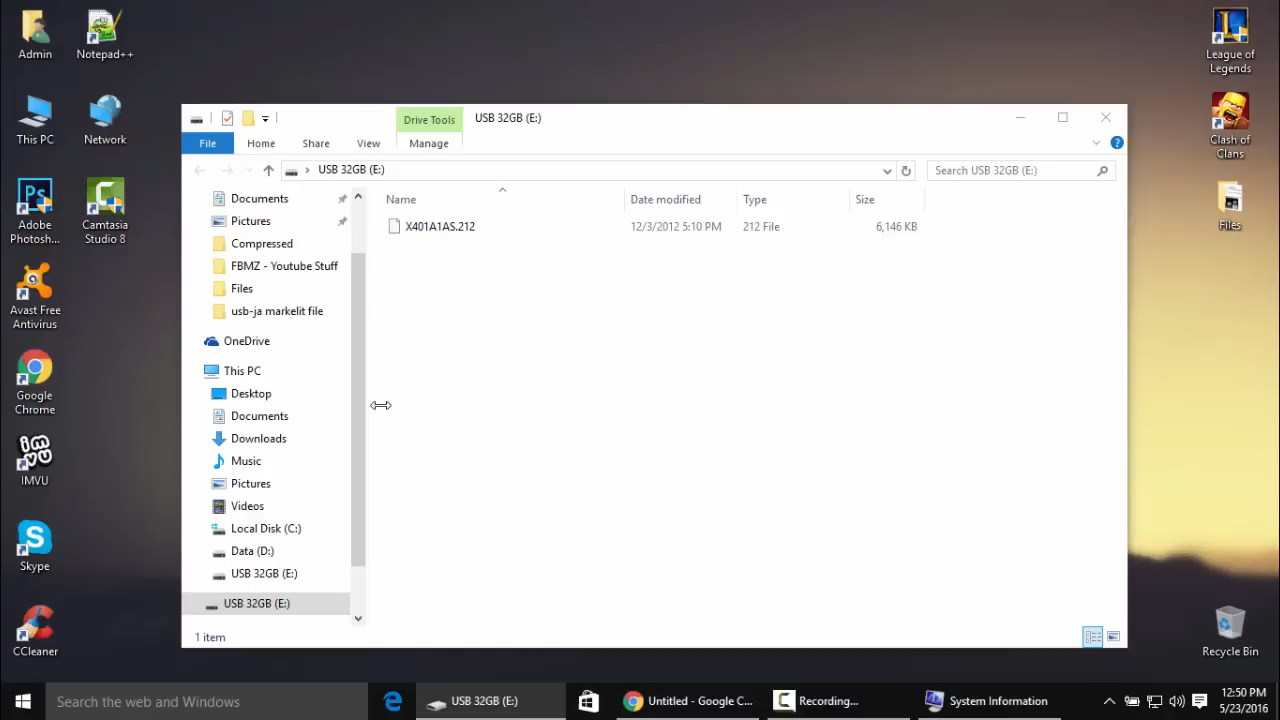 Admin
Notepad++
This PC
Network
Adobe
Photosh...
Camtasia
Studio 8
Avast Free
Antivirus
Google
Chrome
IMVU
Skype
CCleaner
League of
Legends
Clash of
Clans
Files
Recycle Bin
Drive Tools
USB 32GB (E:)
File
Home
Share
View
Manage
USB 32GB (E:)
Search USB 32GB (E:)
Documents
Pictures
Compressed
FBMZ - Youtube Stuff
Files
usb-ja markelit file
OneDrive
This PC
Desktop
Documents
Downloads
Music
Pictures
Videos
Local Disk (C:)
Data (D:)
USB 32GB (E:)
USB 32GB (E:)
Name Date modified Type Size
X401A1AS.212 12/3/2012 5:10 PM 212 File 6,146 KB
1 item
Search the web and Windows
USB 32GB (E:)
Untitled - Google C...
Recording...
System Information
12:50 PM
5/23/2016